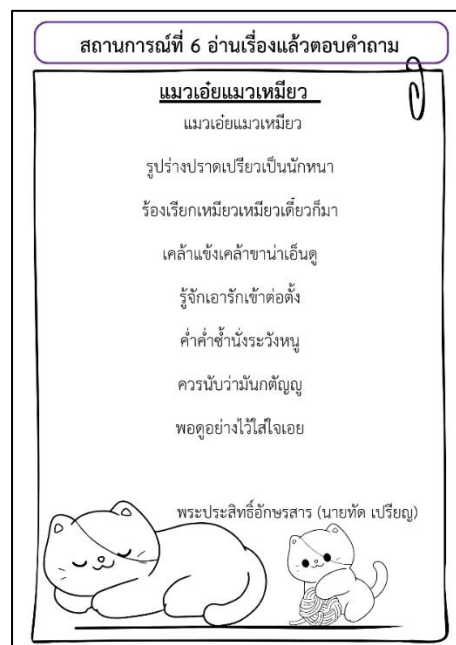 สถานการณ์ที่ 6 อ่านเรื่องแล้วตอบคำถาม
แมวเอ๋ยแมวเหมียว
แมวเอ๋ยแมวเหมียว
รูปร่างปราดเปรียวเป็นนักหนา
ร้องเรียกเหมียวเหมียวเดี๋ยวก็มา
เคล้าแข้งเคล้าขาน่าเอ็นดู
รู้จักเอารักเข้าต่อตั้ง
ค่ำค่ำซ้ำนั่งระวังหนู
ควรนับว่ามันกตัญญู
พอดูอย่างไว้ใส่ใจเอย
พระประสิทธิ์อักษรสาร (นายทัด เปรียญ)